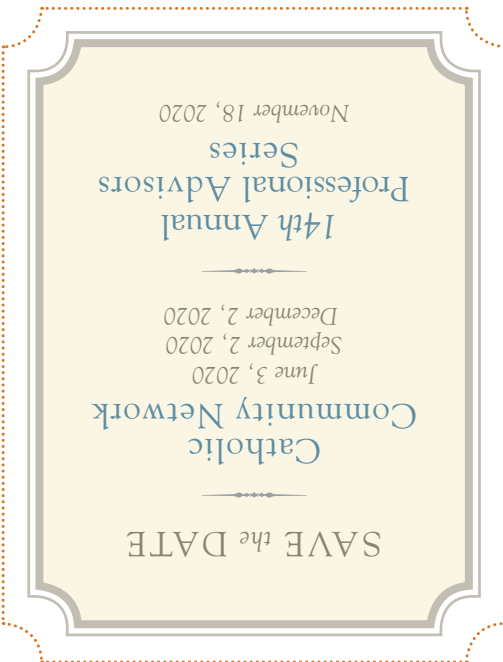 SAVE the DATE
Catholic
Community Network
June 3, 2020
September 2, 2020
December 2, 2020
14th Annual
Professional Advisors
Series
November 18, 2020